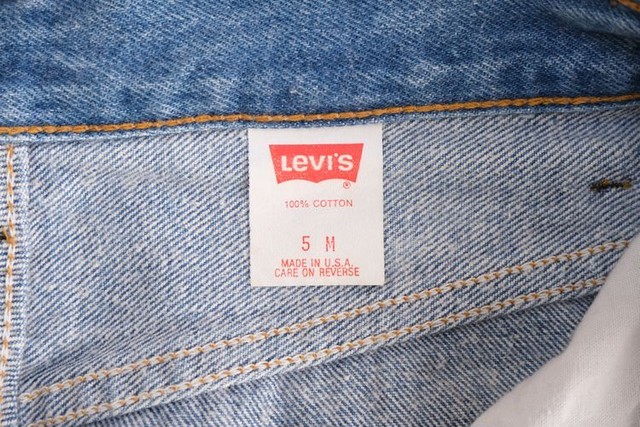 LEVI'S
®
100% COTTON
5 M
MADE IN U.S.A.
CARE ON REVERSE